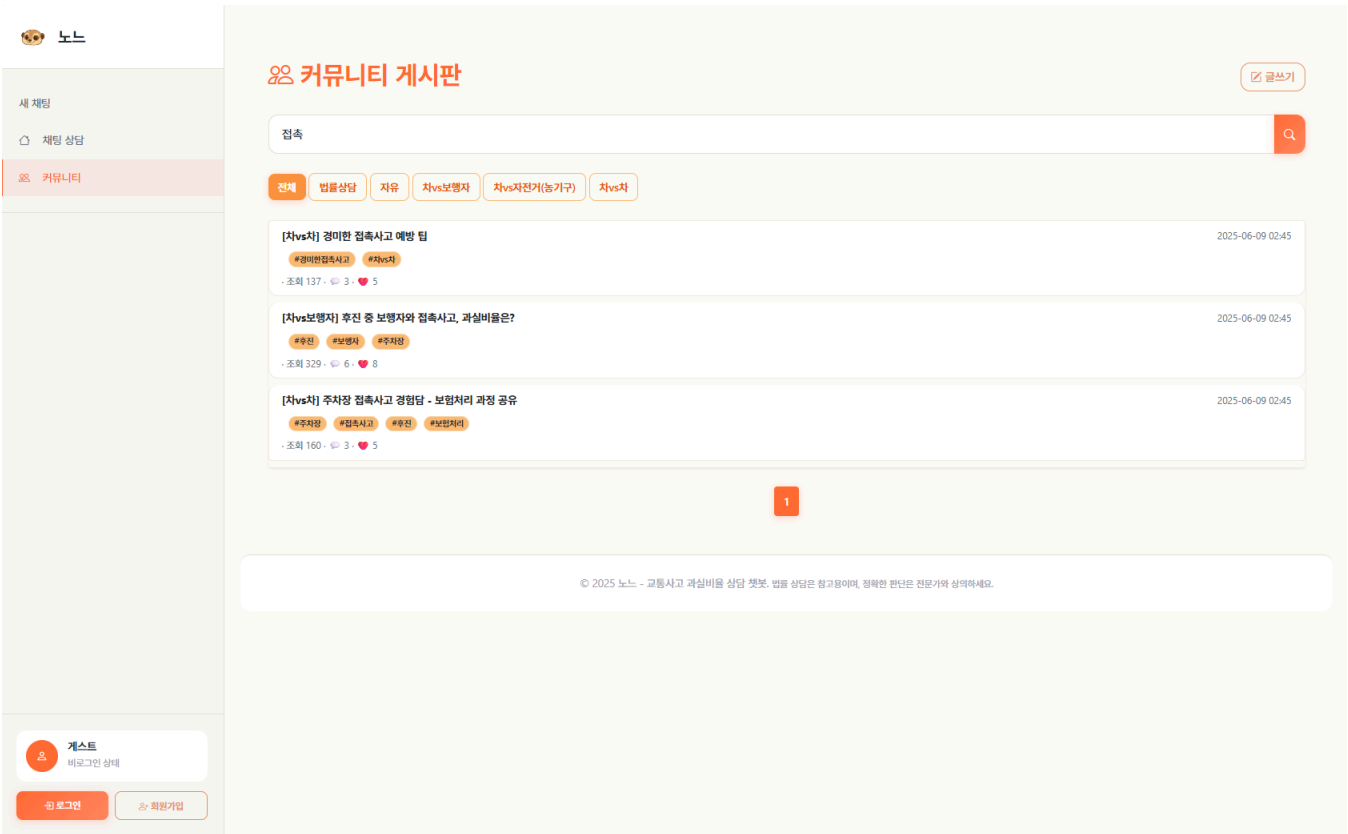 노느
새 채팅
채팅 상담
커뮤니티
커뮤니티 게시판
글쓰기
접촉
전체 법률상담 자유 차vs보행자 차vs자전거(농기구) 차vs차
[차vs차] 경미한 접촉사고 예방 팁 2025-06-09 02:45
#경미한접촉사고 #차vs차
· 조회 137 · 3 · 5
[차vs보행자] 후진 중 보행자와 접촉사고, 과실비율은? 2025-06-09 02:45
#후진 #보행자 #주차장
· 조회 329 · 6 · 8
[차vs차] 주차장 접촉사고 경험담 - 보험처리 과정 공유 2025-06-09 02:45
#주차장 #접촉사고 #후진 #보험처리
· 조회 160 · 3 · 5
1
© 2025 노느 - 교통사고 과실비율 상담 챗봇. 법률 상담은 참고용이며, 정확한 판단은 전문가와 상의하세요.
게스트
비로그인 상태
로그인 회원가입